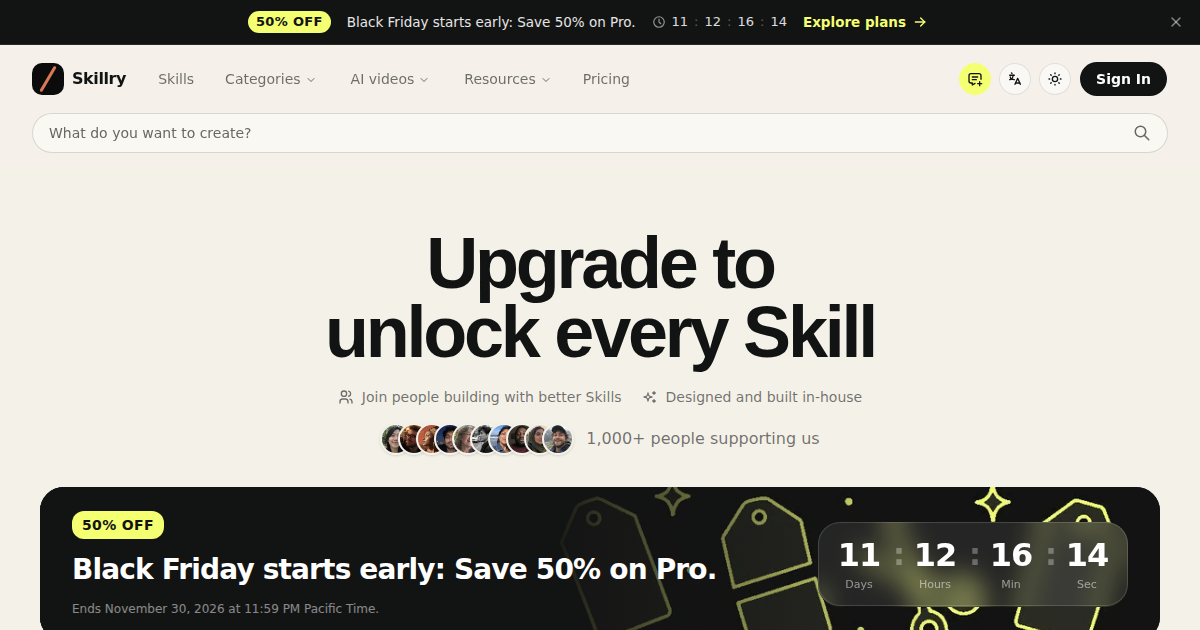 50% OFF Black Friday starts early: Save 50% on Pro. 11 : 12 : 16 : 14 Explore plans →
Skillry Skills Categories AI videos Resources Pricing Sign In
What do you want to create?
Upgrade to
unlock every Skill
Join people building with better Skills Designed and built in-house
1,000+ people supporting us
50% OFF
Black Friday starts early: Save 50% on Pro.
Ends November 30, 2026 at 11:59 PM Pacific Time.
11 : 12 : 16 : 14
Days Hours Min Sec